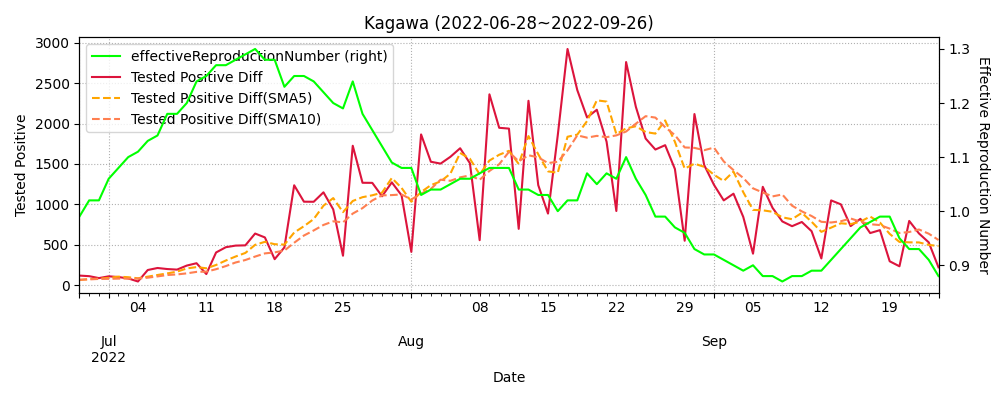 Kagawa (2022-06-28~2022-09-26)
effectiveReproductionNumber (right)
Tested Positive Diff
Tested Positive Diff(SMA5)
Tested Positive Diff(SMA10)
Tested Positive
3000
2500
2000
1500
1000
500
0
1.3
1.2
1.1
1.0
0.9
Effective Reproduction Number
04 11 18 25 08 15 22 29 05 12 19
Jul Aug Sep
2022
Date